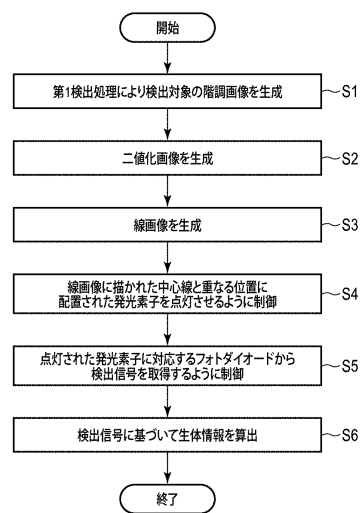 開始
第1検出処理により検出対象の階調画像を生成
S1
二値化画像を生成
S2
線画像を生成
S3
線画像に描かれた中心線と重なる位置に
配置された発光素子を点灯させるように制御
S4
点灯された発光素子に対応するフォトダイオードから
検出信号を取得するように制御
S5
検出信号に基づいて生体情報を算出
S6
終了